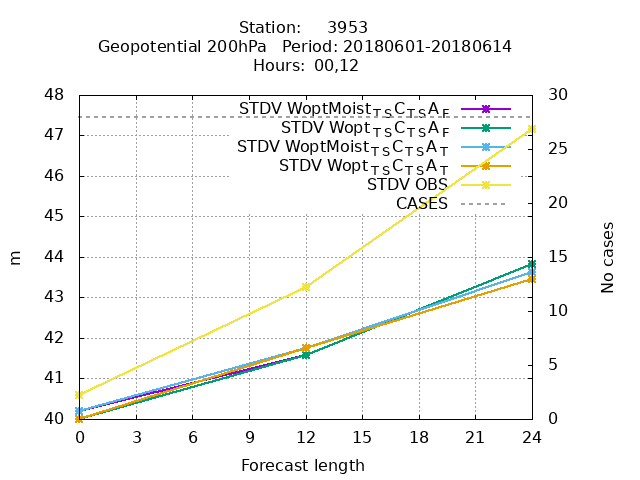 Station: 3953
Geopotential 200hPa Period: 20180601-20180614
Hours: 00,12
STDV WoptMoist_TS C_TS A_F
STDV Wopt_TS C_TS A_F
STDV WoptMoist_TS C_TS A_T
STDV Wopt_TS C_TS A_T
STDV OBS
CASES
48
47
46
45
44
43
42
41
40
m
30
25
20
15
10
5
0
No cases
0 3 6 9 12 15 18 21 24
Forecast length